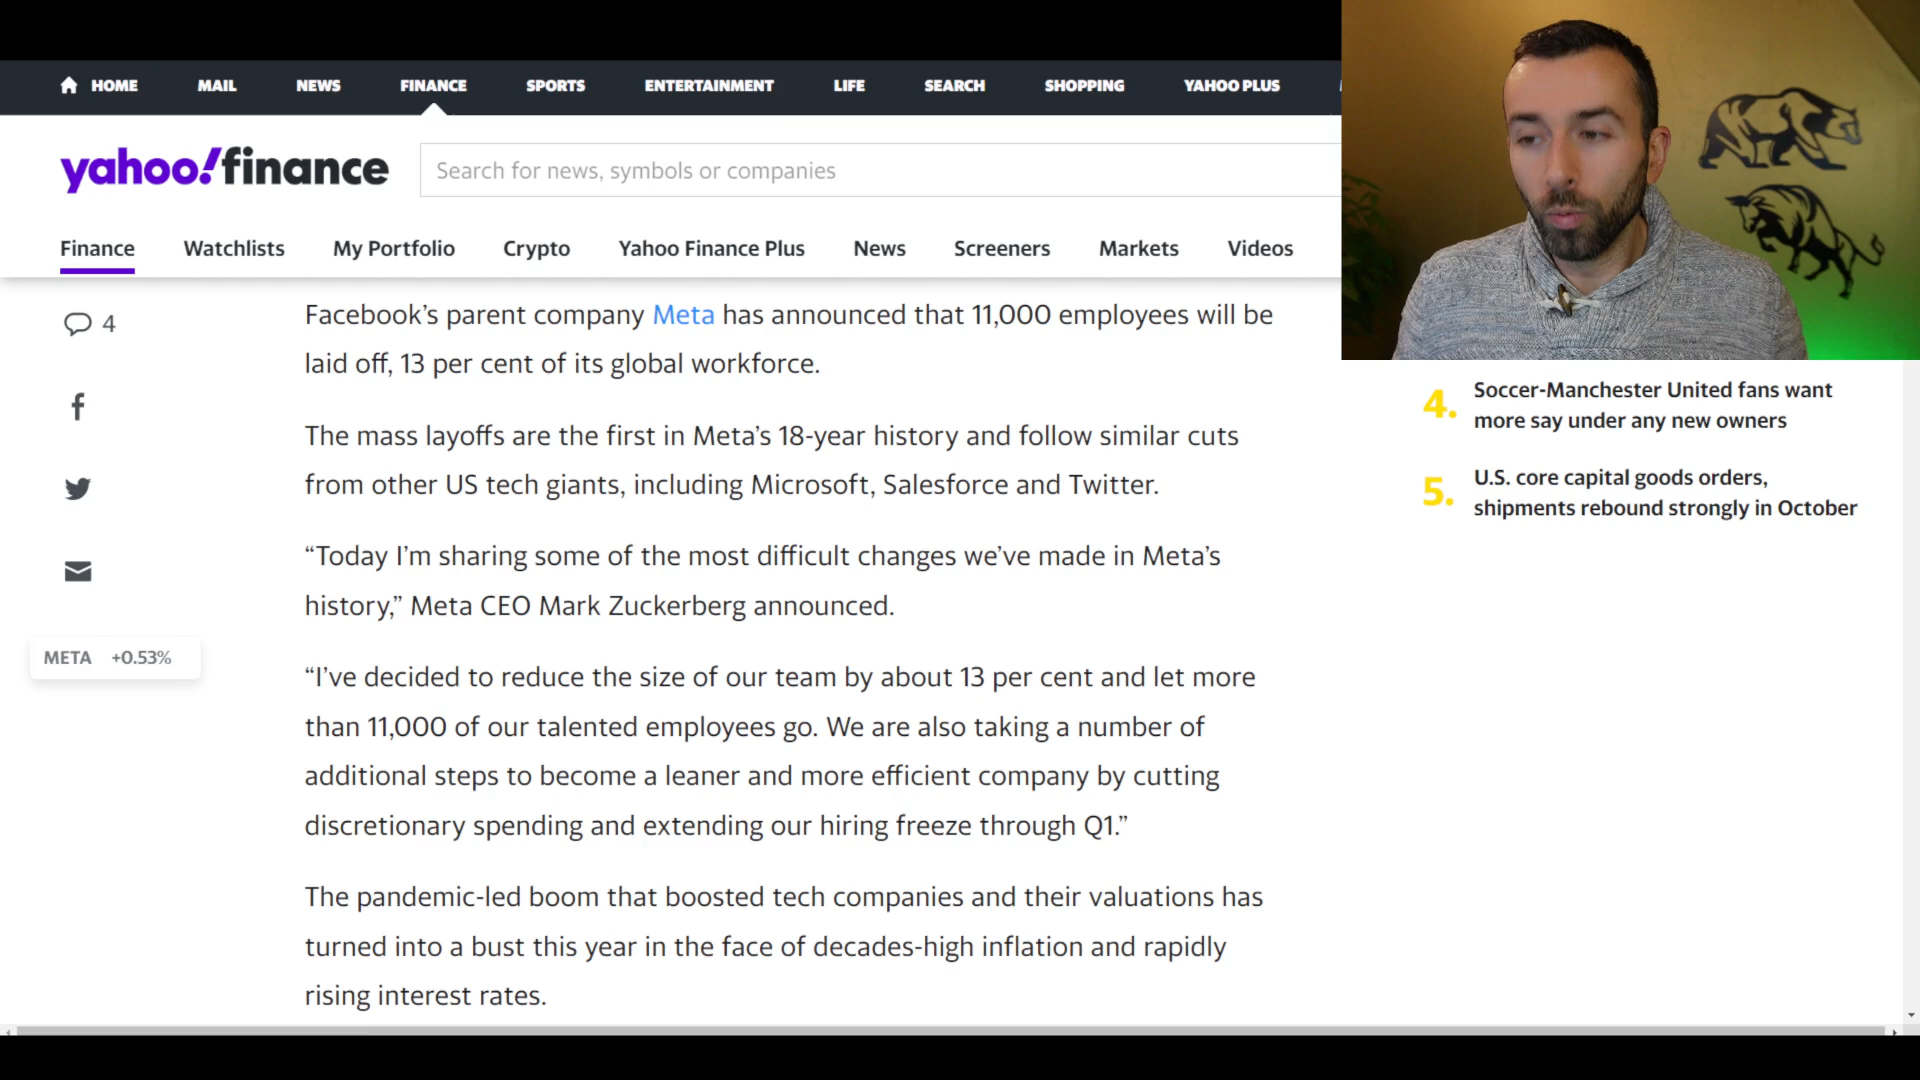 HOME MAIL NEWS FINANCE SPORTS ENTERTAINMENT LIFE SEARCH SHOPPING YAHOO PLUS
yahoo!finance
Search for news, symbols or companies
Finance Watchlists My Portfolio Crypto Yahoo Finance Plus News Screeners Markets Videos
4
META +0.53%
Facebook’s parent company Meta has announced that 11,000 employees will be
laid off, 13 per cent of its global workforce.
The mass layoffs are the first in Meta’s 18-year history and follow similar cuts
from other US tech giants, including Microsoft, Salesforce and Twitter.
“Today I’m sharing some of the most difficult changes we’ve made in Meta’s
history,” Meta CEO Mark Zuckerberg announced.
“I’ve decided to reduce the size of our team by about 13 per cent and let more
than 11,000 of our talented employees go. We are also taking a number of
additional steps to become a leaner and more efficient company by cutting
discretionary spending and extending our hiring freeze through Q1.”
The pandemic-led boom that boosted tech companies and their valuations has
turned into a bust this year in the face of decades-high inflation and rapidly
rising interest rates.
4. Soccer-Manchester United fans want
more say under any new owners
5. U.S. core capital goods orders,
shipments rebound strongly in October